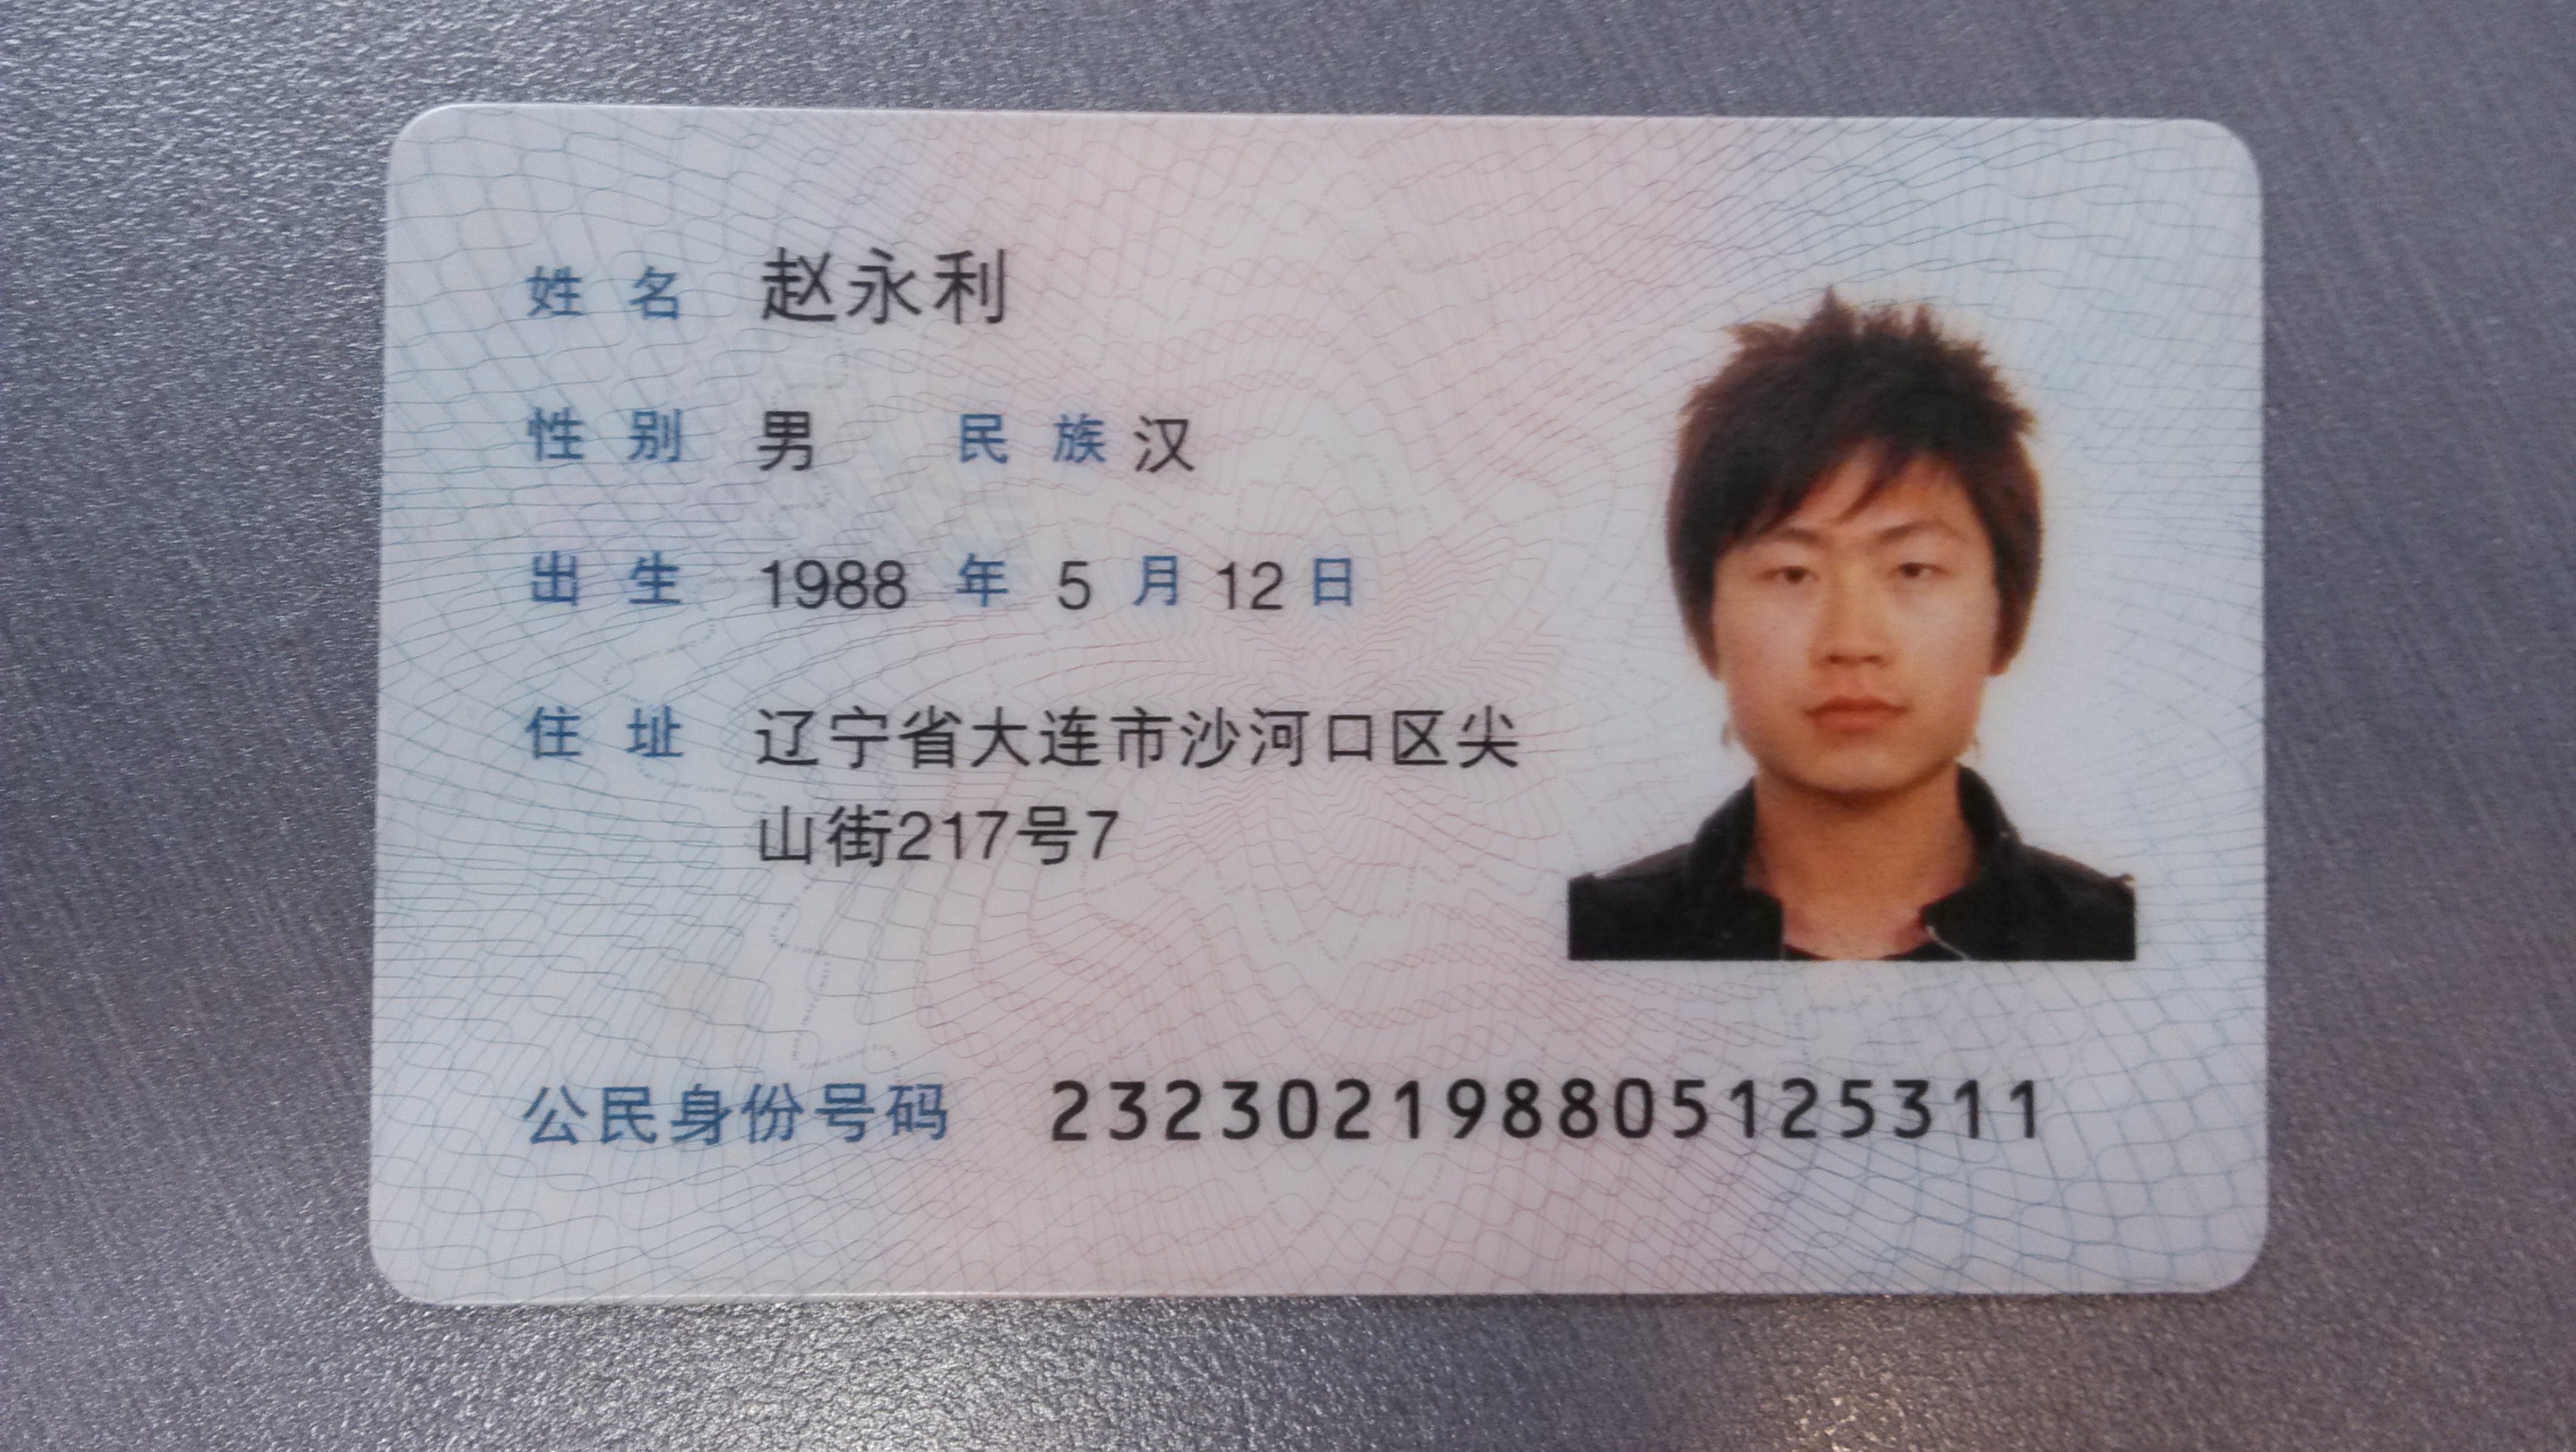 姓名 赵永利
性别 男 民族 汉
出生 1988 年 5 月 12 日
住址 辽宁省大连市沙河口区尖
山街217号7
公民身份号码 232302198805125311